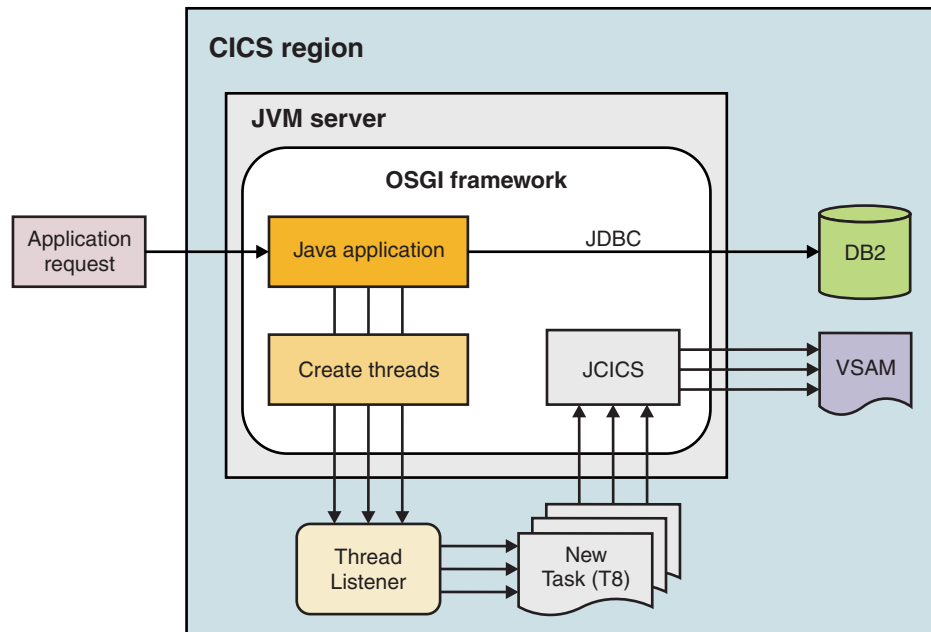 CICS region
JVM server
OSGI framework
Application
request
Java application
JDBC
DB2
Create threads
JCICS
VSAM
Thread
Listener
New
Task (T8)